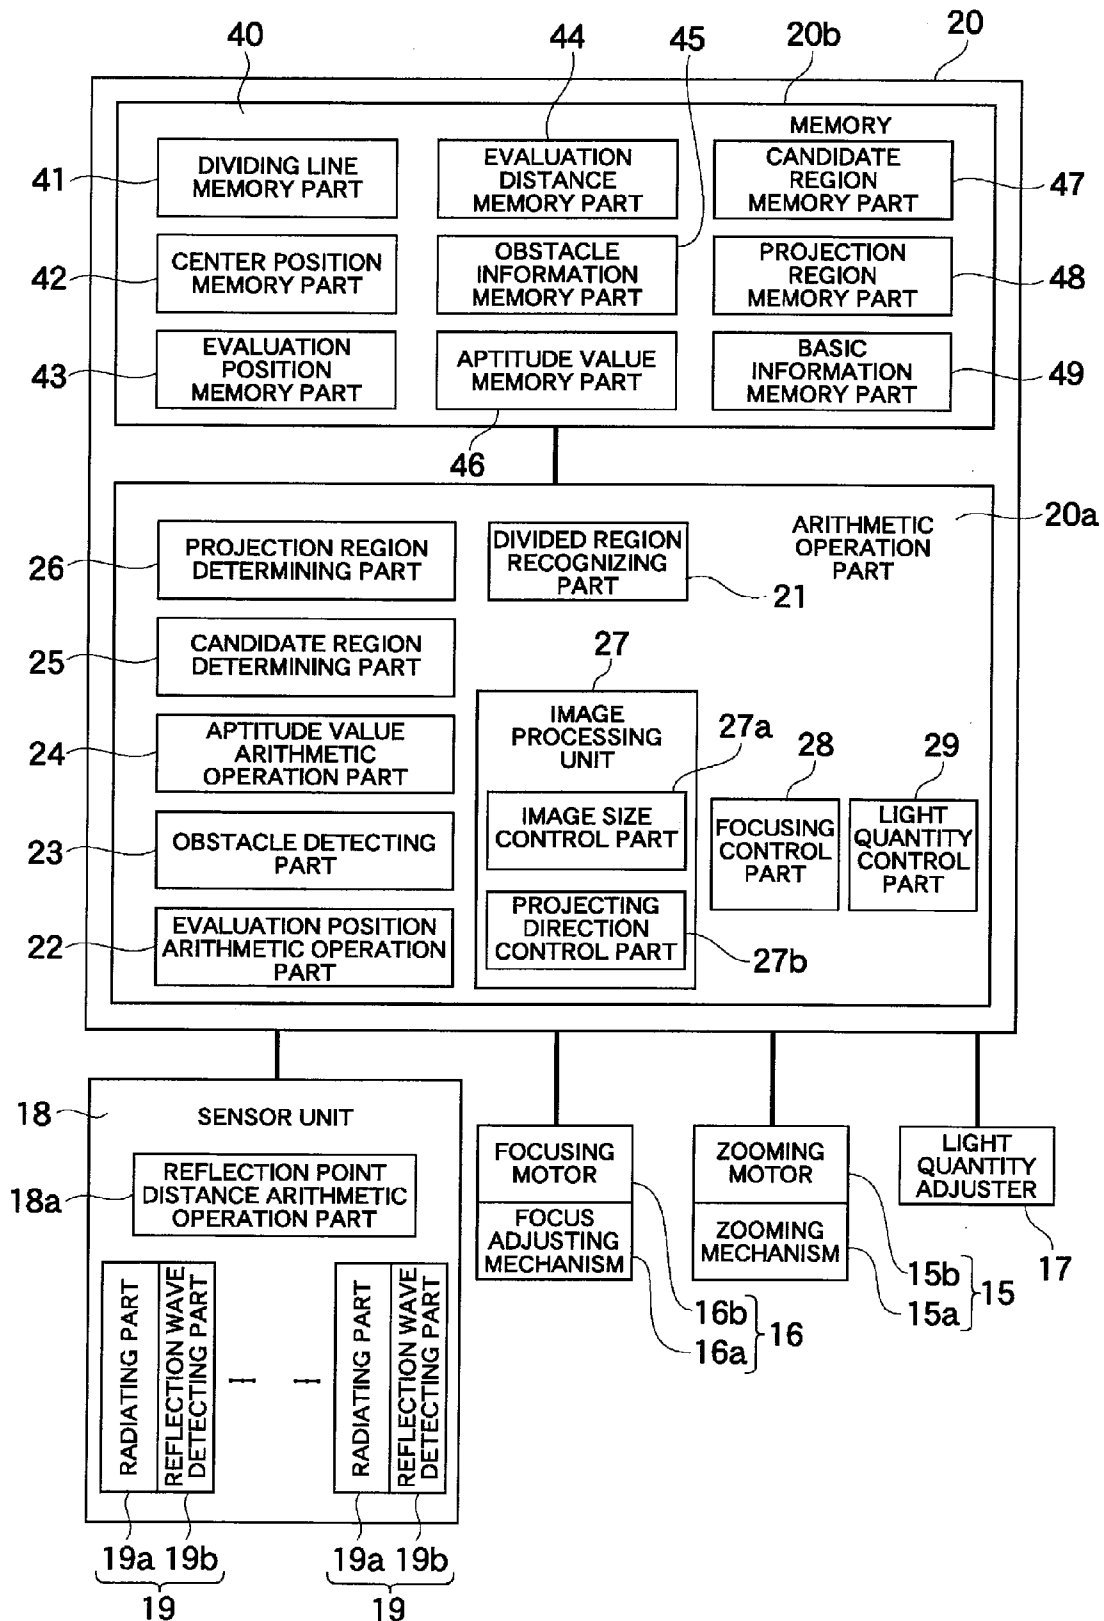 40
44
45
20b
20
MEMORY
41
DIVIDING LINE
MEMORY PART
EVALUATION
DISTANCE
MEMORY PART
CANDIDATE
REGION
MEMORY PART
47
42
CENTER POSITION
MEMORY PART
OBSTACLE
INFORMATION
MEMORY PART
PROJECTION
REGION
MEMORY PART
48
43
EVALUATION
POSITION
MEMORY PART
APTITUDE VALUE
MEMORY PART
BASIC
INFORMATION
MEMORY PART
49
46
20a
ARITHMETIC
OPERATION
PART
26
PROJECTION REGION
DETERMINING PART
DIVIDED REGION
RECOGNIZING
PART
21
25
CANDIDATE REGION
DETERMINING PART
27
24
APTITUDE VALUE
ARITHMETIC
OPERATION PART
IMAGE
PROCESSING
UNIT
27a
28
29
23
OBSTACLE DETECTING
PART
IMAGE SIZE
CONTROL PART
FOCUSING
CONTROL
PART
LIGHT
QUANTITY
CONTROL
PART
22
EVALUATION POSITION
ARITHMETIC OPERATION
PART
PROJECTING
DIRECTION
CONTROL PART
27b
18
SENSOR UNIT
18a
REFLECTION POINT
DISTANCE ARITHMETIC
OPERATION PART
FOCUSING
MOTOR
FOCUS
ADJUSTING
MECHANISM
ZOOMING
MOTOR
ZOOMING
MECHANISM
LIGHT
QUANTITY
ADJUSTER
17
16b
16a
16
15b
15a
15
RADIATING PART
REFLECTION WAVE
DETECTING PART
RADIATING PART
REFLECTION WAVE
DETECTING PART
19a 19b
19
19a 19b
19